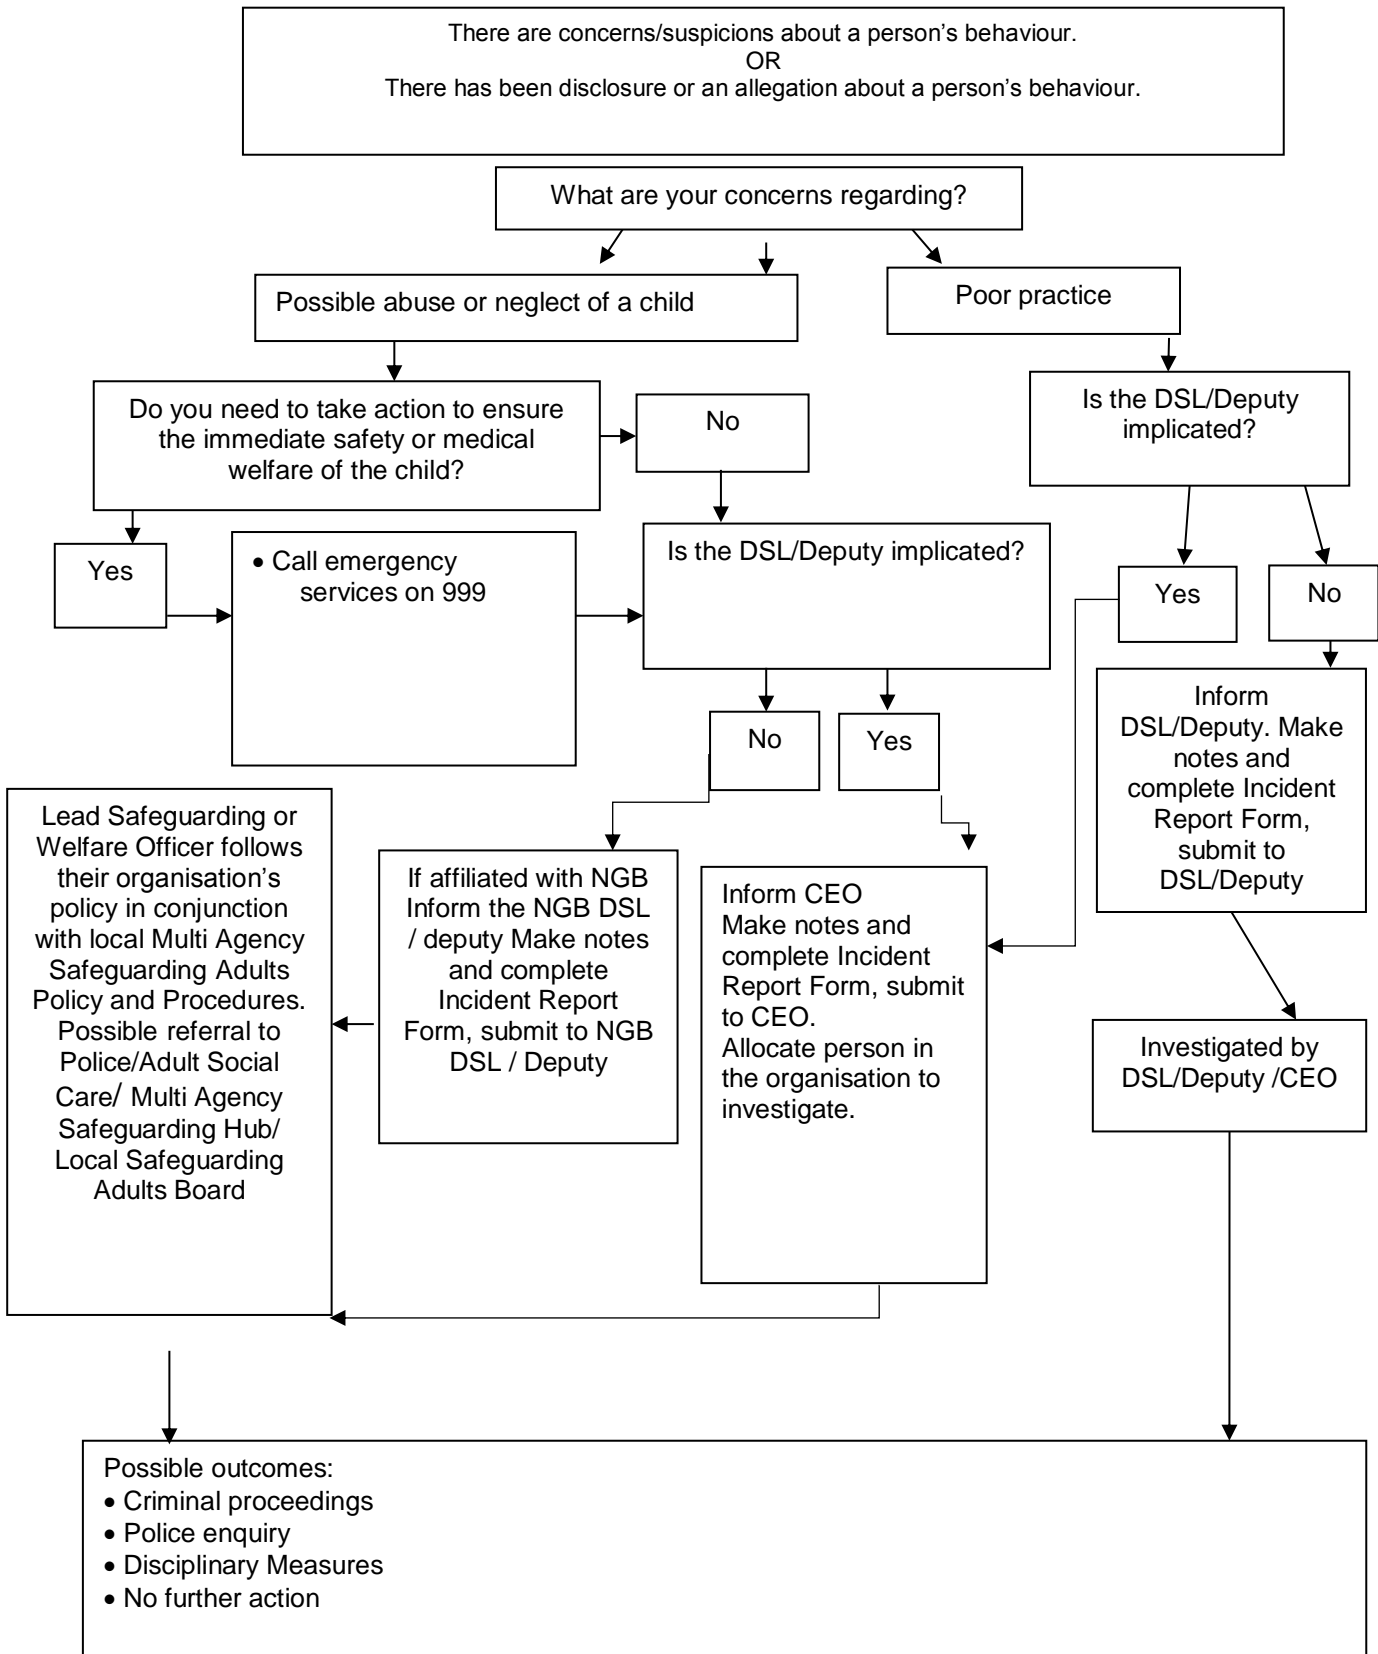 There are concerns/suspicions about a person’s behaviour.
OR
There has been disclosure or an allegation about a person’s behaviour.
What are your concerns regarding?
Possible abuse or neglect of a child
Poor practice
Do you need to take action to ensure
the immediate safety or medical
welfare of the child?
No
Is the DSL/Deputy
implicated?
Yes
• Call emergency
services on 999
Is the DSL/Deputy implicated?
Yes
No
No
Yes
Inform
DSL/Deputy. Make
notes and
complete Incident
Report Form,
submit to
DSL/Deputy
Lead Safeguarding or
Welfare Officer follows
their organisation’s
policy in conjunction
with local Multi Agency
Safeguarding Adults
Policy and Procedures.
Possible referral to
Police/Adult Social
Care/ Multi Agency
Safeguarding Hub/
Local Safeguarding
Adults Board
If affiliated with NGB
Inform the NGB DSL
/ deputy Make notes
and complete
Incident Report
Form, submit to NGB
DSL / Deputy
Inform CEO
Make notes and
complete Incident
Report Form, submit
to CEO.
Allocate person in
the organisation to
investigate.
Investigated by
DSL/Deputy /CEO
Possible outcomes:
• Criminal proceedings
• Police enquiry
• Disciplinary Measures
• No further action